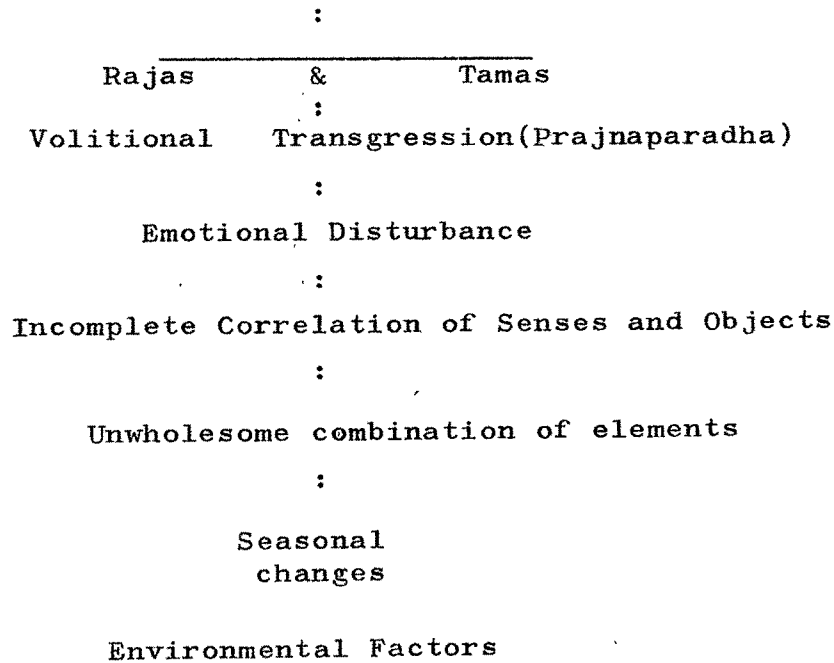 :
Rajas & Tamas
:
Volitional Transgression(Prajnaparadha)
:
Emotional Disturbance
:
Incomplete Correlation of Senses and Objects
:
Unwholesome combination of elements
:
Seasonal
changes
Environmental Factors